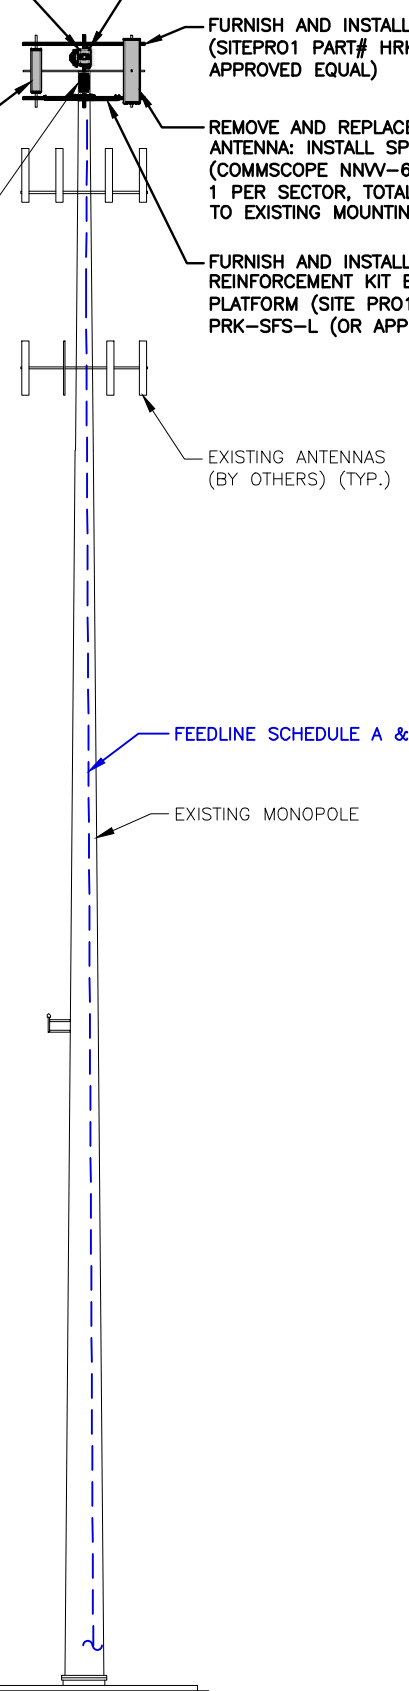 FURNISH AND INSTALL
(SITEPRO1 PART# HRK
APPROVED EQUAL)
REMOVE AND REPLACE
ANTENNA: INSTALL SP
(COMMSCOPE NNVV-6
1 PER SECTOR, TOTAL
TO EXISTING MOUNTIN
FURNISH AND INSTALL
REINFORCEMENT KIT B
PLATFORM (SITE PRO1
PRK-SFS-L (OR APP
EXISTING ANTENNAS
(BY OTHERS) (TYP.)
FEEDLINE SCHEDULE A &
EXISTING MONOPOLE